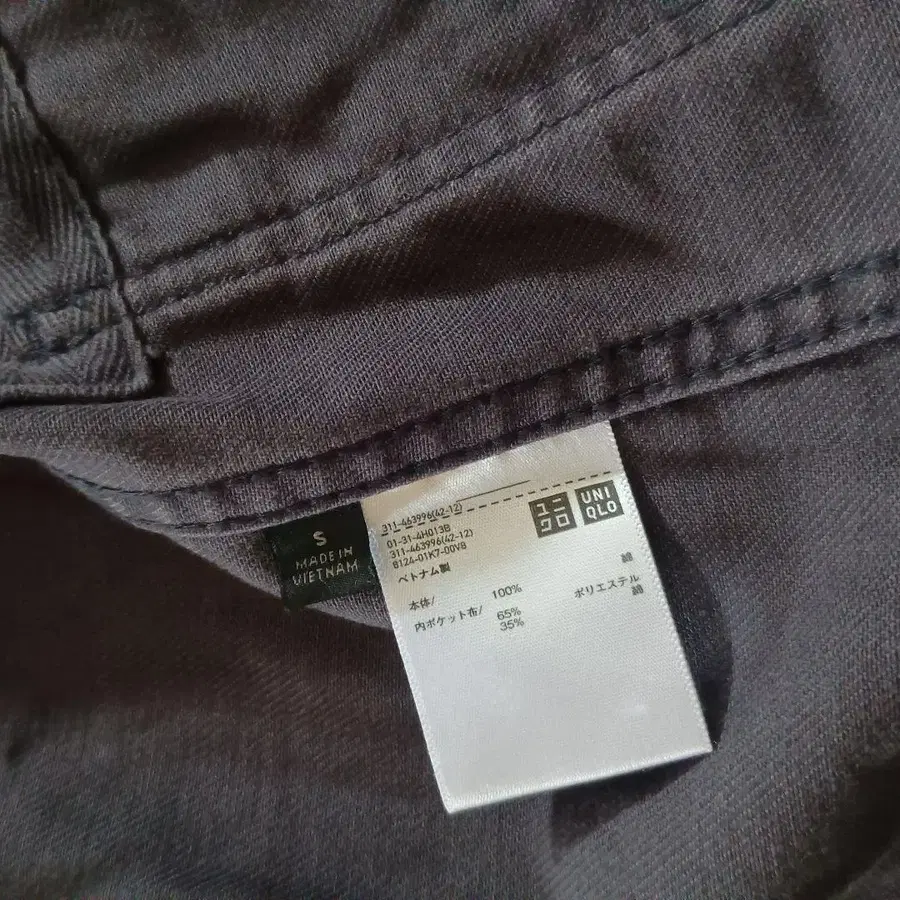 S
MADE IN
VIETNAM
311-463996(42-12)
01-31-4H013B
311-463996(42-12)
8124-01K7-00VB
ベトナム製
ユニ
クロ
UNI
QLO
本体/ 100% 綿
内ポケット布/ 65% ポリエステル
35% 綿